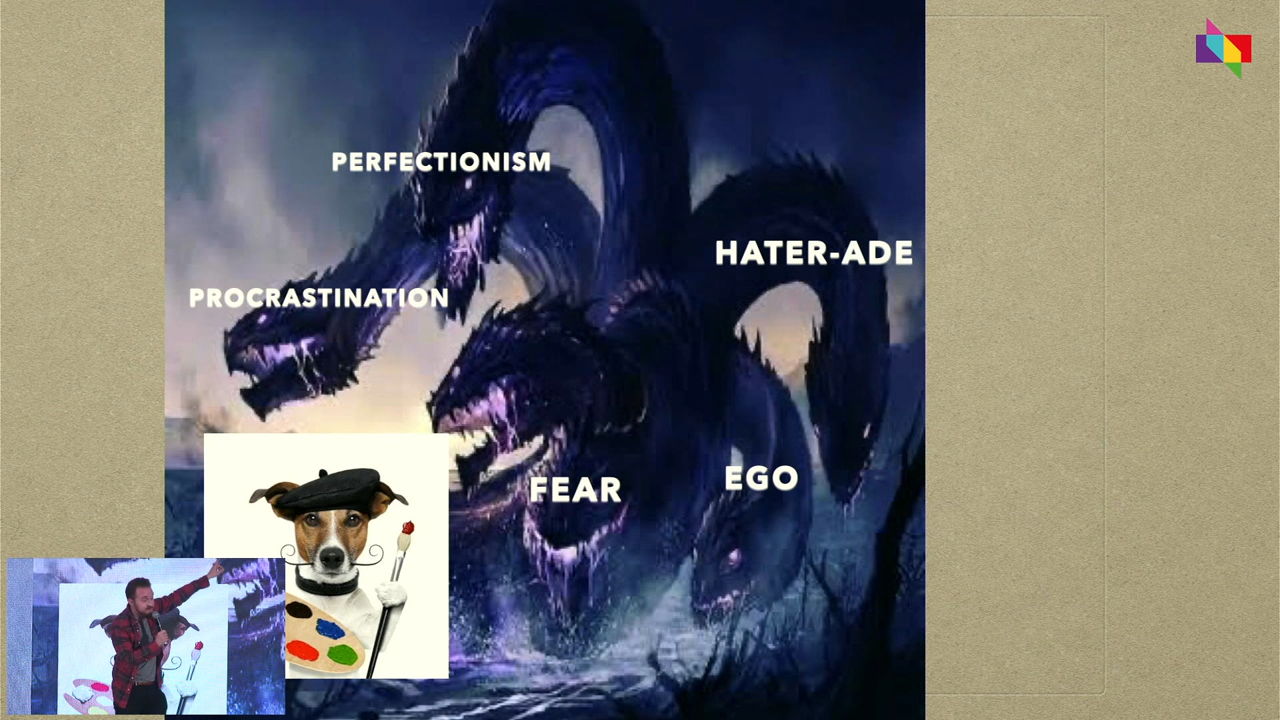 PERFECTIONISM
HATER-ADE
PROCRASTINATION
EGO
FEAR